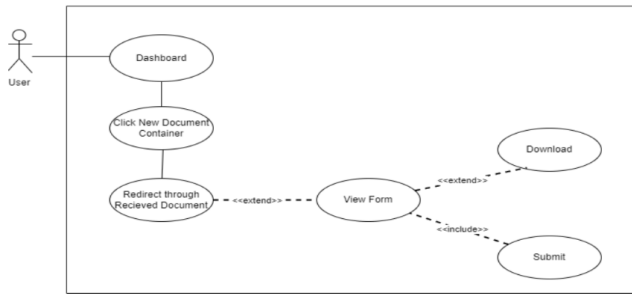 User
Dashboard
Click New Document
Container
Redirect through
Recieved Document
<<extend>>
View Form
<<extend>>
Download
<<include>>
Submit